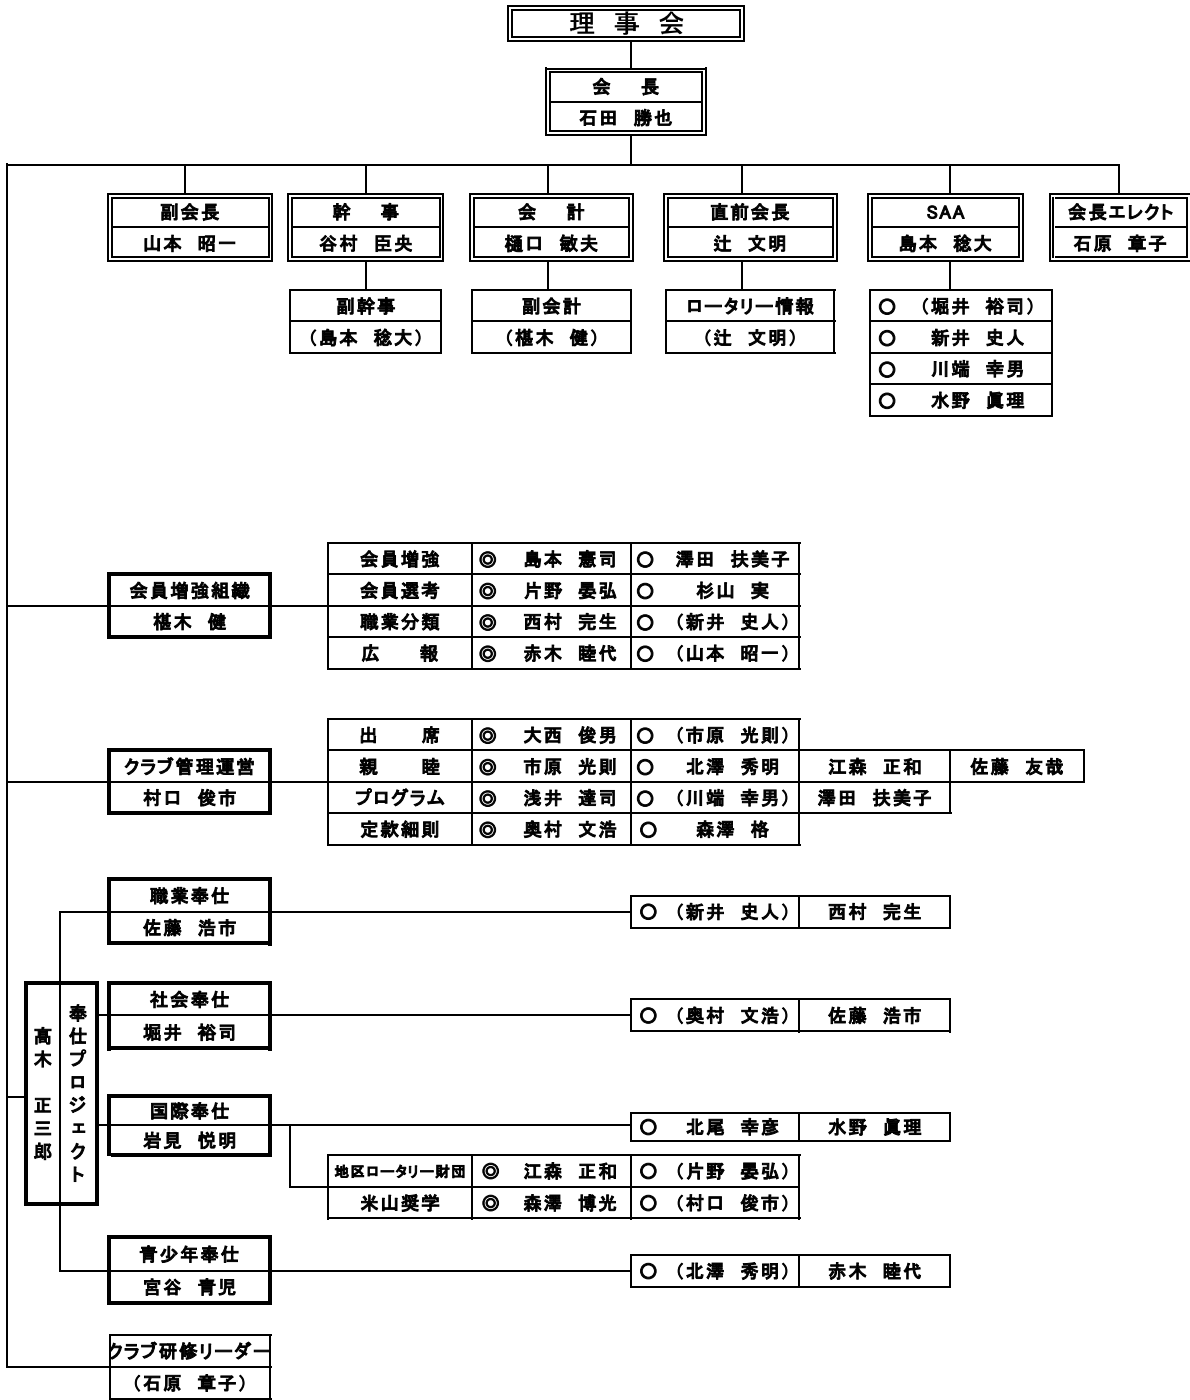 理 事 会
会 長
石田 勝也
副会長
山本 昭一
幹 事
谷村 臣央
会 計
樋口 敏夫
直前会長
辻 文明
SAA
島本 稔大
会長エレクト
石原 章子
副幹事
（島本 稔大）
副会計
（椹木 健）
ロータリー情報
（辻 文明）
○ （堀井 裕司）
○ 新井 史人
○ 川端 幸男
○ 水野 眞理
会員増強組織
椹木 健
会員増強 ◎ 島本 憲司 ○ 澤田 扶美子
会員選考 ◎ 片野 晏弘 ○ 杉山 実
職業分類 ◎ 西村 完生 ○ （新井 史人）
広 報 ◎ 赤木 睦代 ○ （山本 昭一）
クラブ管理運営
村口 俊市
出 席 ◎ 大西 俊男 ○ （市原 光則）
親 睦 ◎ 市原 光則 ○ 北澤 秀明 江森 正和 佐藤 友哉
プログラム ◎ 浅井 達司 ○ （川端 幸男） 澤田 扶美子
定款細則 ◎ 奥村 文浩 ○ 森澤 格
奉仕プロジェクト
高木 正三郎
職業奉仕
佐藤 浩市
○ （新井 史人） 西村 完生
社会奉仕
堀井 裕司
○ （奥村 文浩） 佐藤 浩市
国際奉仕
岩見 悦明
○ 北尾 幸彦 水野 眞理
地区ロータリー財団 ◎ 江森 正和 ○ （片野 晏弘）
米山奨学 ◎ 森澤 博光 ○ （村口 俊市）
青少年奉仕
宮谷 青児
○ （北澤 秀明） 赤木 睦代
クラブ研修リーダー
（石原 章子）